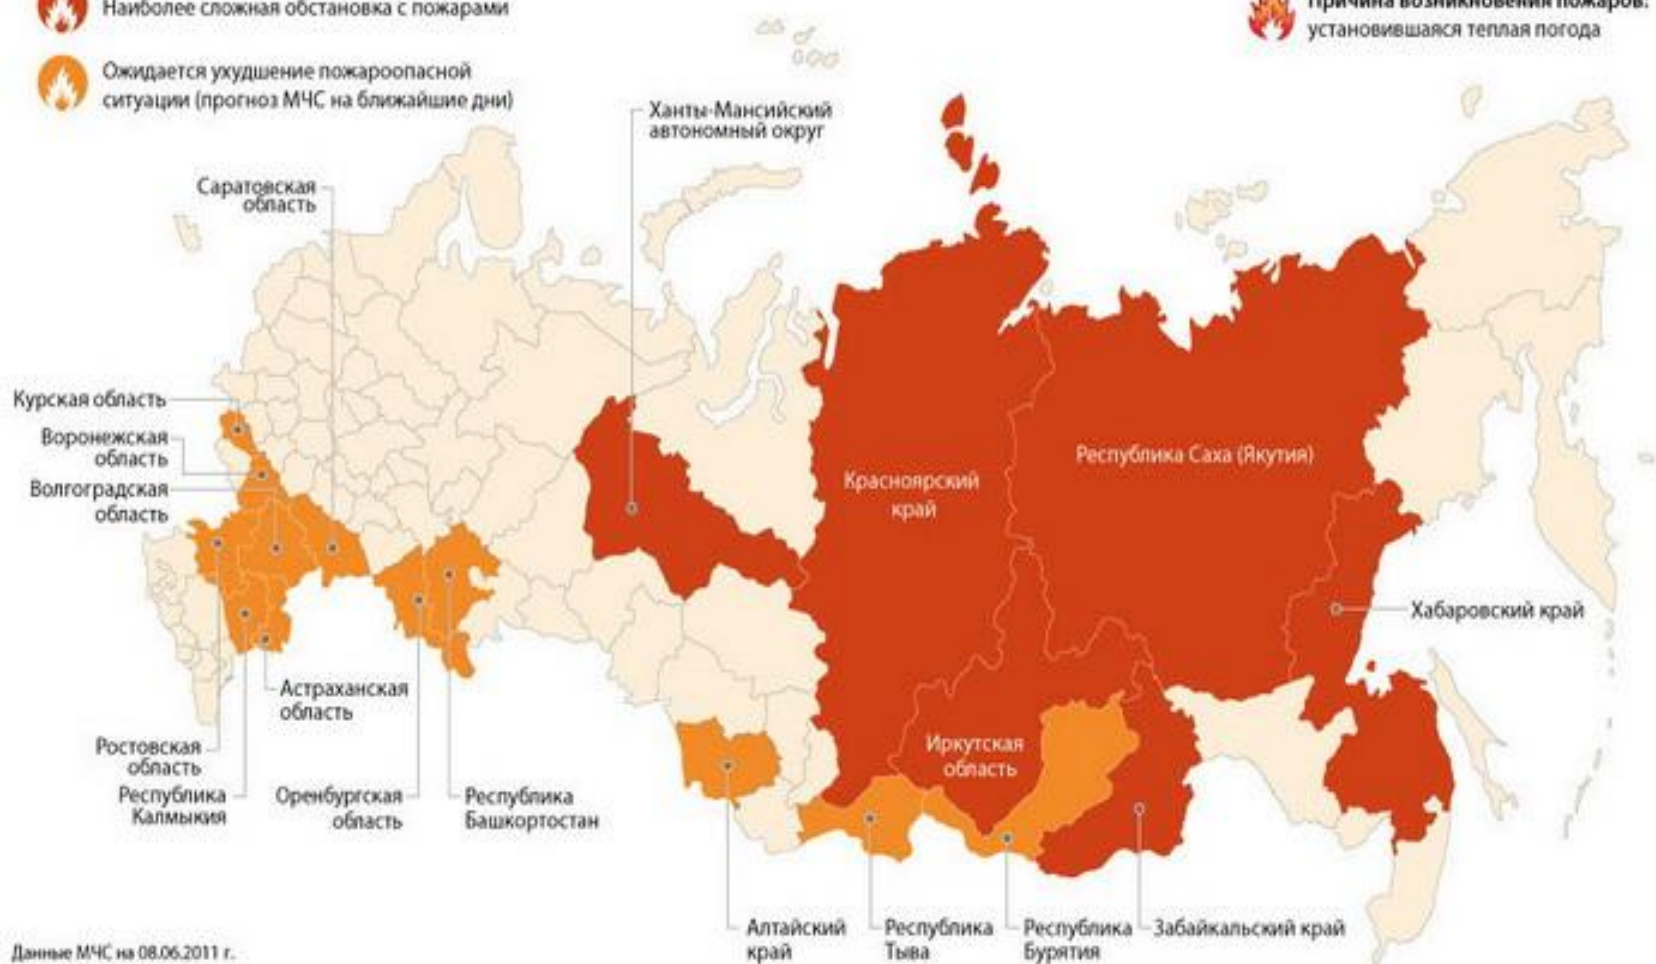 Наиболее сложная обстановка с пожарами
Причина возникновения пожаров:
установившаяся теплая погода
Ожидается ухудшение пожароопасной
ситуации (прогноз МЧС на ближайшие дни)
Ханты-Мансийский
автономный округ
Саратовская
область
Курская область
Воронежская
область
Волгоградская
область
Красноярский
край
Республика Саха (Якутия)
Хабаровский край
Астраханская
область
Ростовская
область
Республика
Калмыкия
Оренбургская
область
Республика
Башкортостан
Иркутская
область
Алтайский
край
Республика
Тыва
Республика
Бурятия
Забайкальский край
Данные МЧС на 08.06.2011 г.